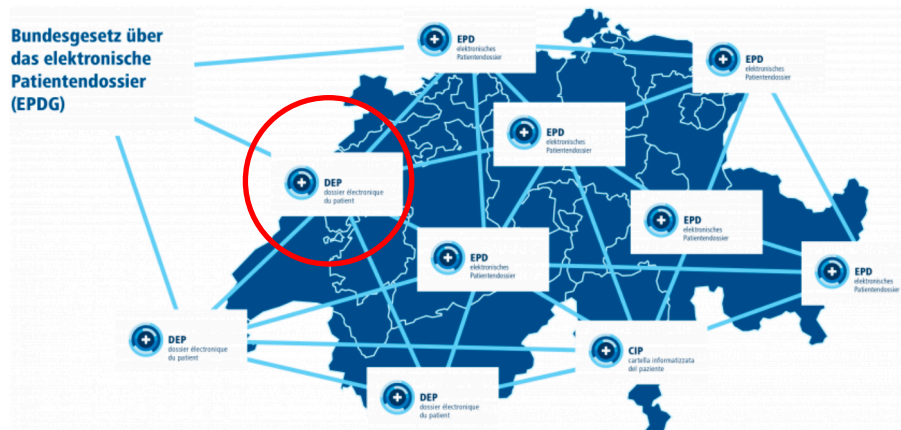 Bundesgesetz über
das elektronische
Patientendossier
(EPDG)
EPD
elektronisches
Patientendossier
EPD
elektronisches
Patientendossier
EPD
elektronisches
Patientendossier
DEP
dossier électronique
du patient
EPD
elektronisches
Patientendossier
EPD
elektronisches
Patientendossier
EPD
elektronisches
Patientendossier
DEP
dossier électronique
du patient
CIP
cartella informatizzata
del paziente
DEP
dossier électronique
du patient